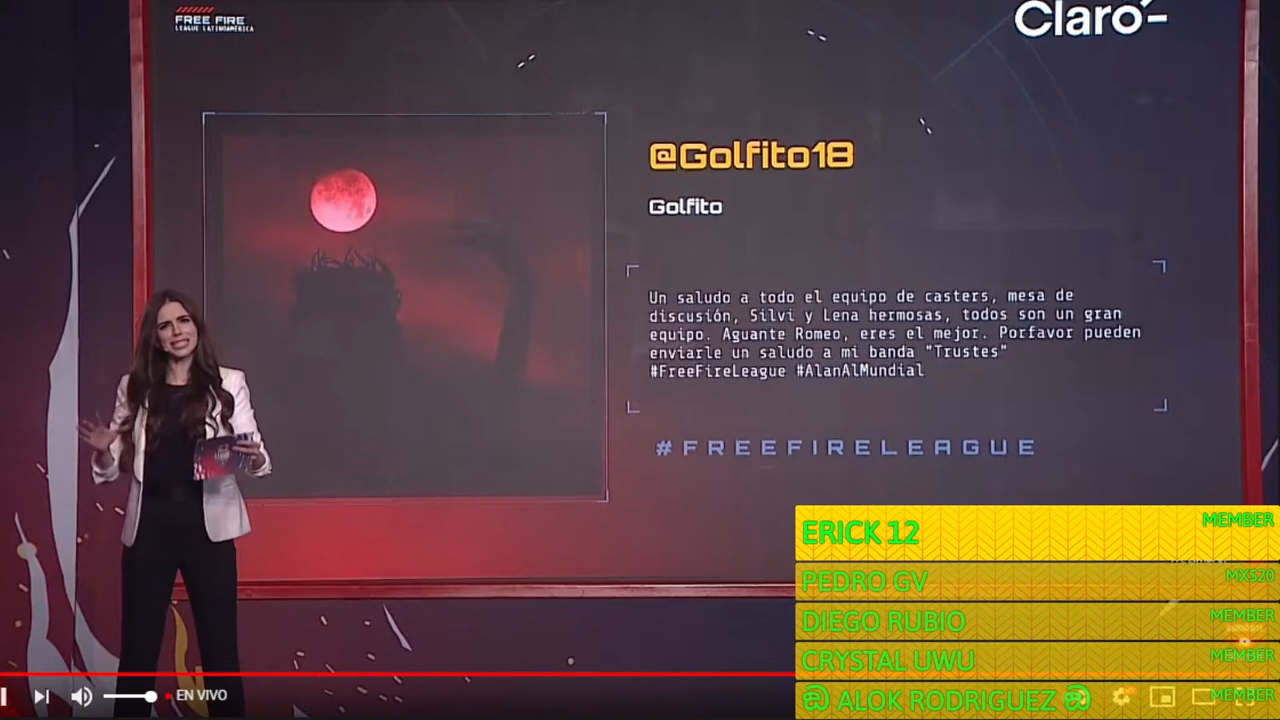 FREE FIRE
LEAGUE LATINOAMÉRICA
Claro
@Golfito18
Golfito
Un saludo a todo el equipo de casters, mesa de
discusión, Silvi y Lena hermosas, todos son un gran
equipo. Aguante Romeo, eres el mejor. Porfavor pueden
enviarle un saludo a mi banda "Trustes"
#FreeFireLeague #AlanAlMundial
#FREEFIRELEAGUE
ERICK 12 MEMBER
PEDRO GV MX$20
DIEGO RUBIO MEMBER
CRYSTAL UWU MEMBER
ALOK RODRIGUEZ MEMBER
EN VIVO